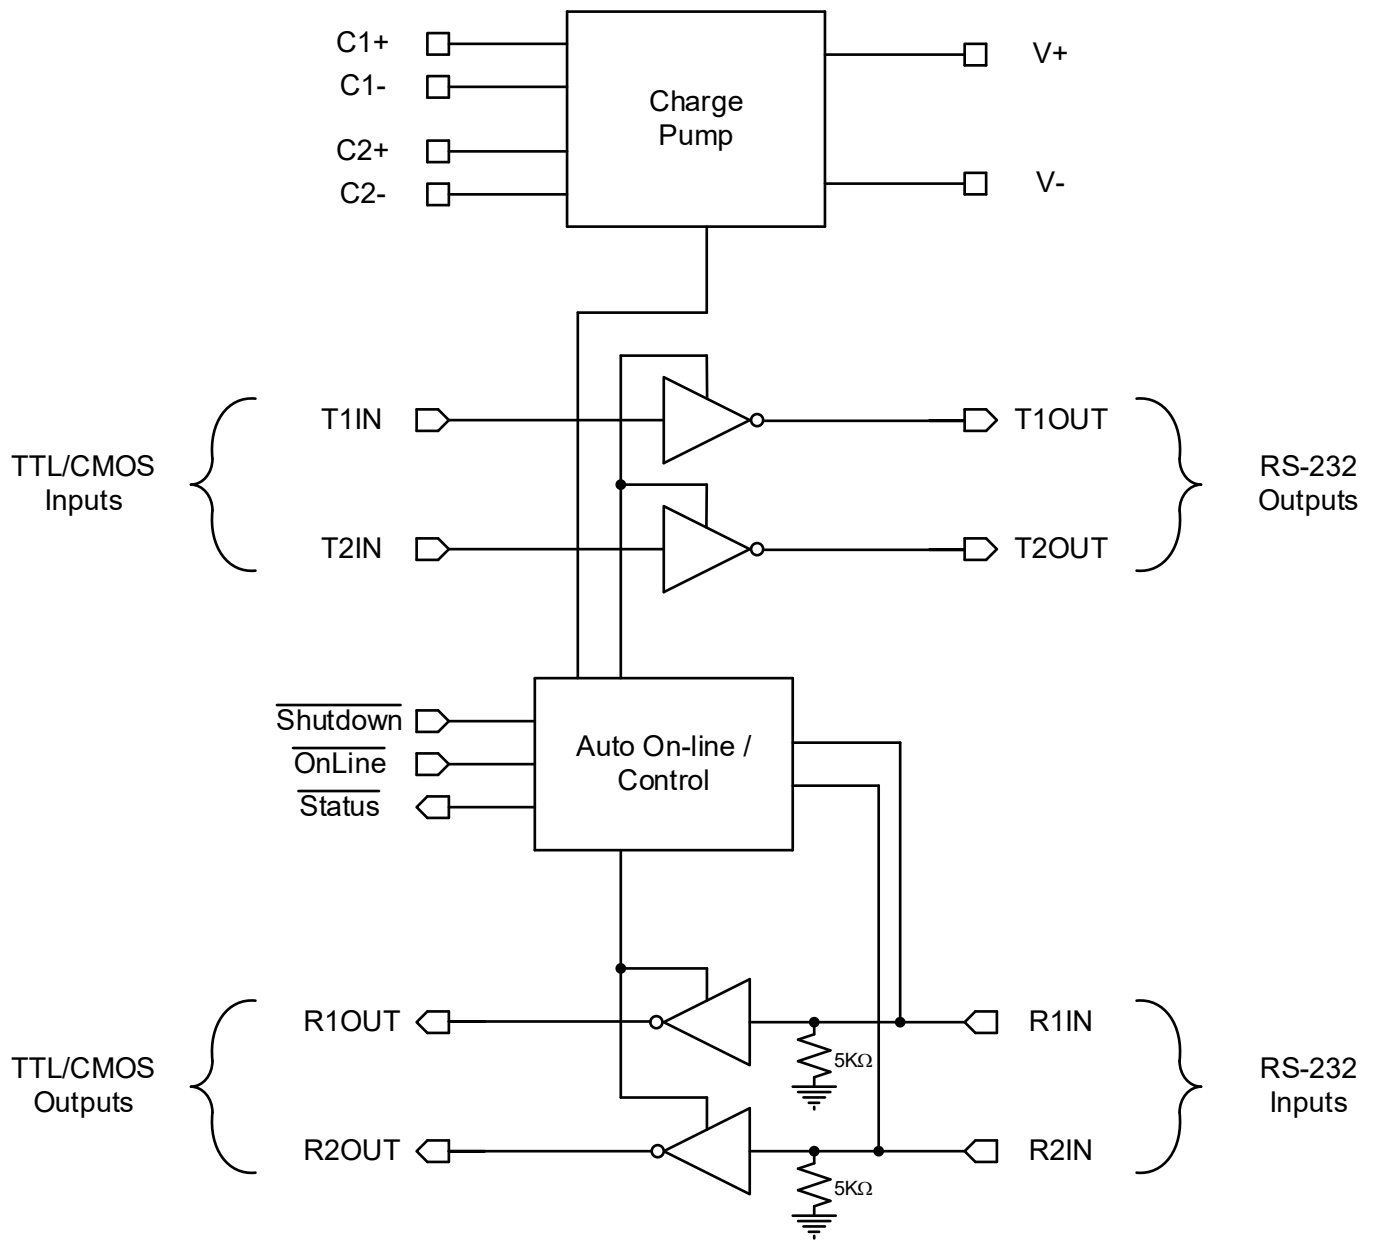 C1+
C1-
C2+
C2-
Charge
Pump
V+
V-
TTL/CMOS
Inputs
T1IN
T2IN
T1OUT
T2OUT
RS-232
Outputs
Shutdown
OnLine
Status
Auto On-line /
Control
TTL/CMOS
Outputs
R1OUT
R2OUT
5KΩ
5KΩ
R1IN
R2IN
RS-232
Inputs